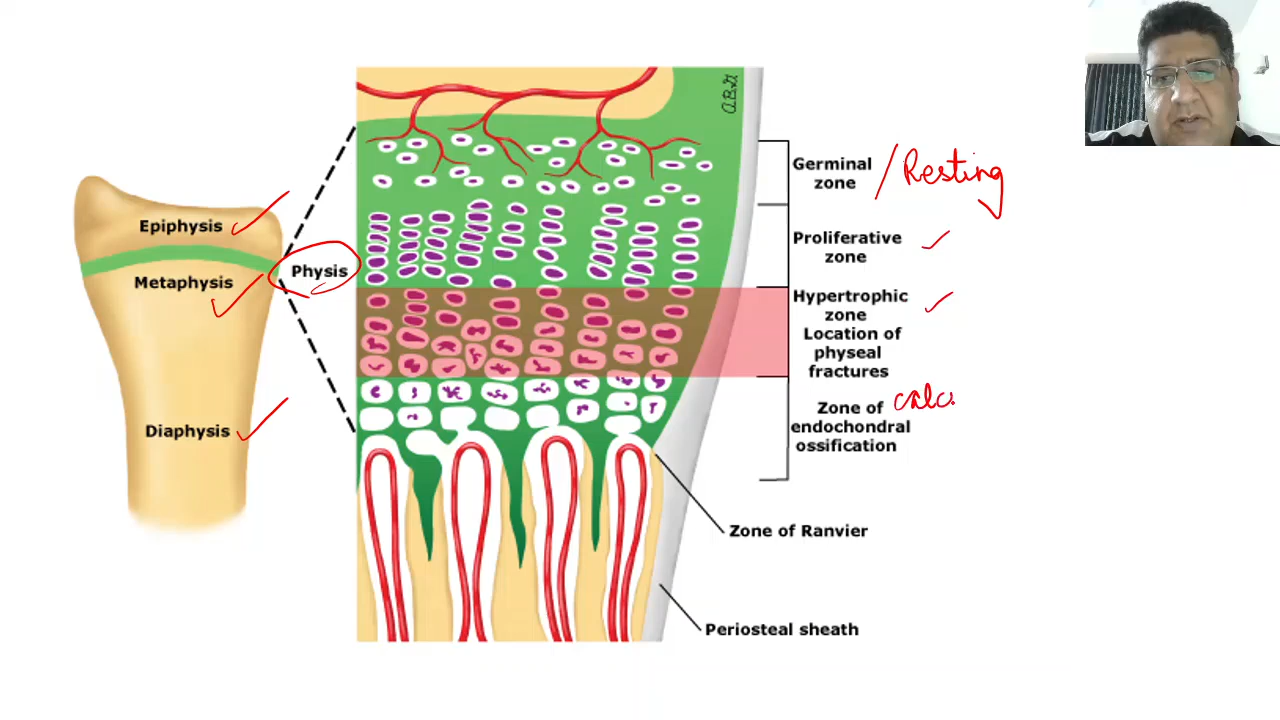 Epiphysis
Metaphysis
Diaphysis
Physis
Germinal
zone
/Resting
Proliferative
zone
Hypertrophic
zone
Location of
physeal
fractures
Zone of
endochondral
ossification
calc
Zone of Ranvier
Periosteal sheath